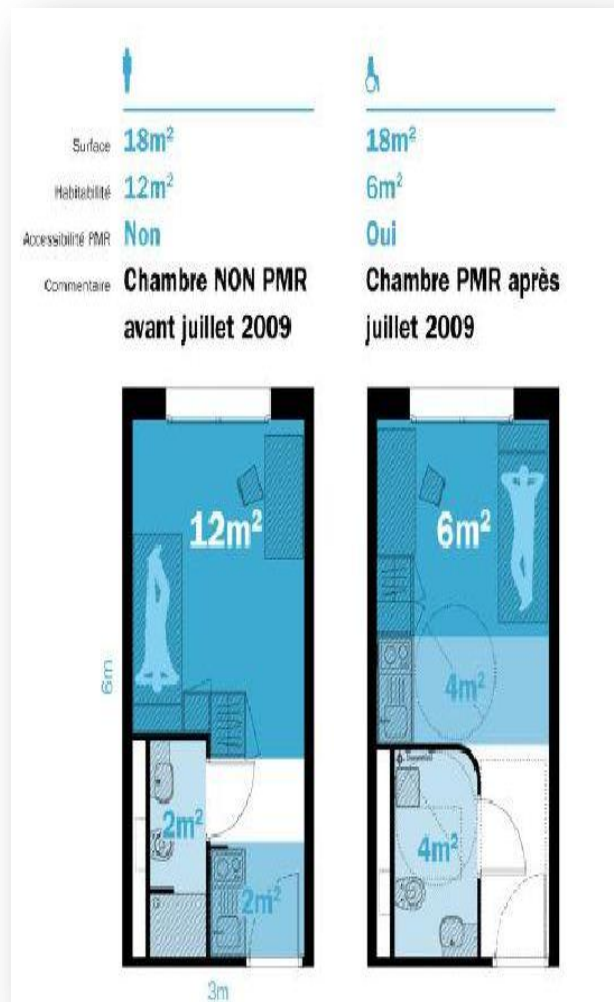 Surface 18m² 18m²
Habitabilité 12m² 6m²
Accessibilité PMR Non Oui
Commentaire Chambre NON PMR Chambre PMR après
avant juillet 2009 juillet 2009
12m² 6m²
6m
4m²
2m² 4m²
2m²
3m